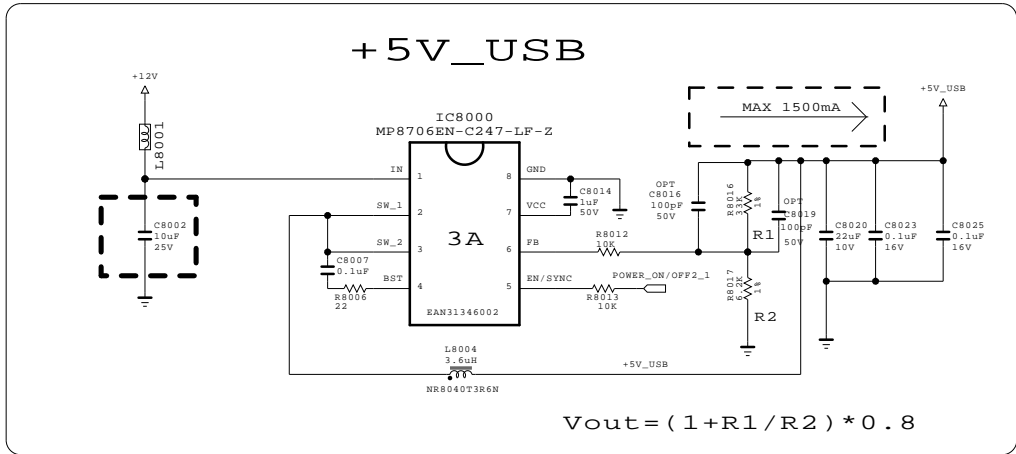 +5V_USB
+12V
L8001
C8002
10uF
25V
IC8000
MP8706EN-C247-LF-Z
IN
1
SW_1
2
SW_2
3
BST
4
3A
8
GND
7
VCC
6
FB
5
EN/SYNC
EAN31346002
C8007
0.1uF
R8006
22
C8014
1uF
50V
R8012
10K
R8013
10K
POWER_ON/OFF2_1
OPT
C8016
100pF
50V
R8016
33K
1%
R1
OPT
C8019
100pF
50V
R8017
6.2K
1%
R2
MAX 1500mA
+5V_USB
C8020
22uF
10V
C8023
0.1uF
16V
C8025
0.1uF
16V
L8004
3.6uH
NR8040T3R6N
+5V_USB
Vout=(1+R1/R2)*0.8